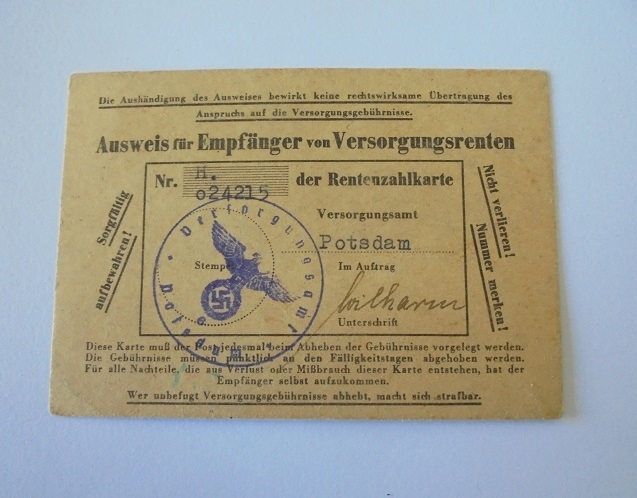 Die Aushändigung des Ausweises bewirkt keine rechtswirksame Übertragung des
Anspruchs auf die Versorgungsgebührnisse.
Ausweis für Empfänger von Versorgungsrenten
Sorgfältig
aufbewahren!
Nr. H.
024215
der Rentenzahlkarte
Versorgungsamt
Potsdam
Stempel
Im Auftrag
Unterschrift
Versorgungsamt
Potsdam
Nicht verlieren!
Nummer merken!
Diese Karte muß der Post jedesmal beim Abheben der Gebührnisse vorgelegt werden.
Die Gebührnisse müssen pünktlich an den Fälligkeitstagen abgehoben werden.
Für alle Nachteile, die aus Verlust oder Mißbrauch dieser Karte entstehen, hat der
Empfänger selbst aufzukommen.
Wer unbefugt Versorgungsgebührnisse abhebt, macht sich strafbar.